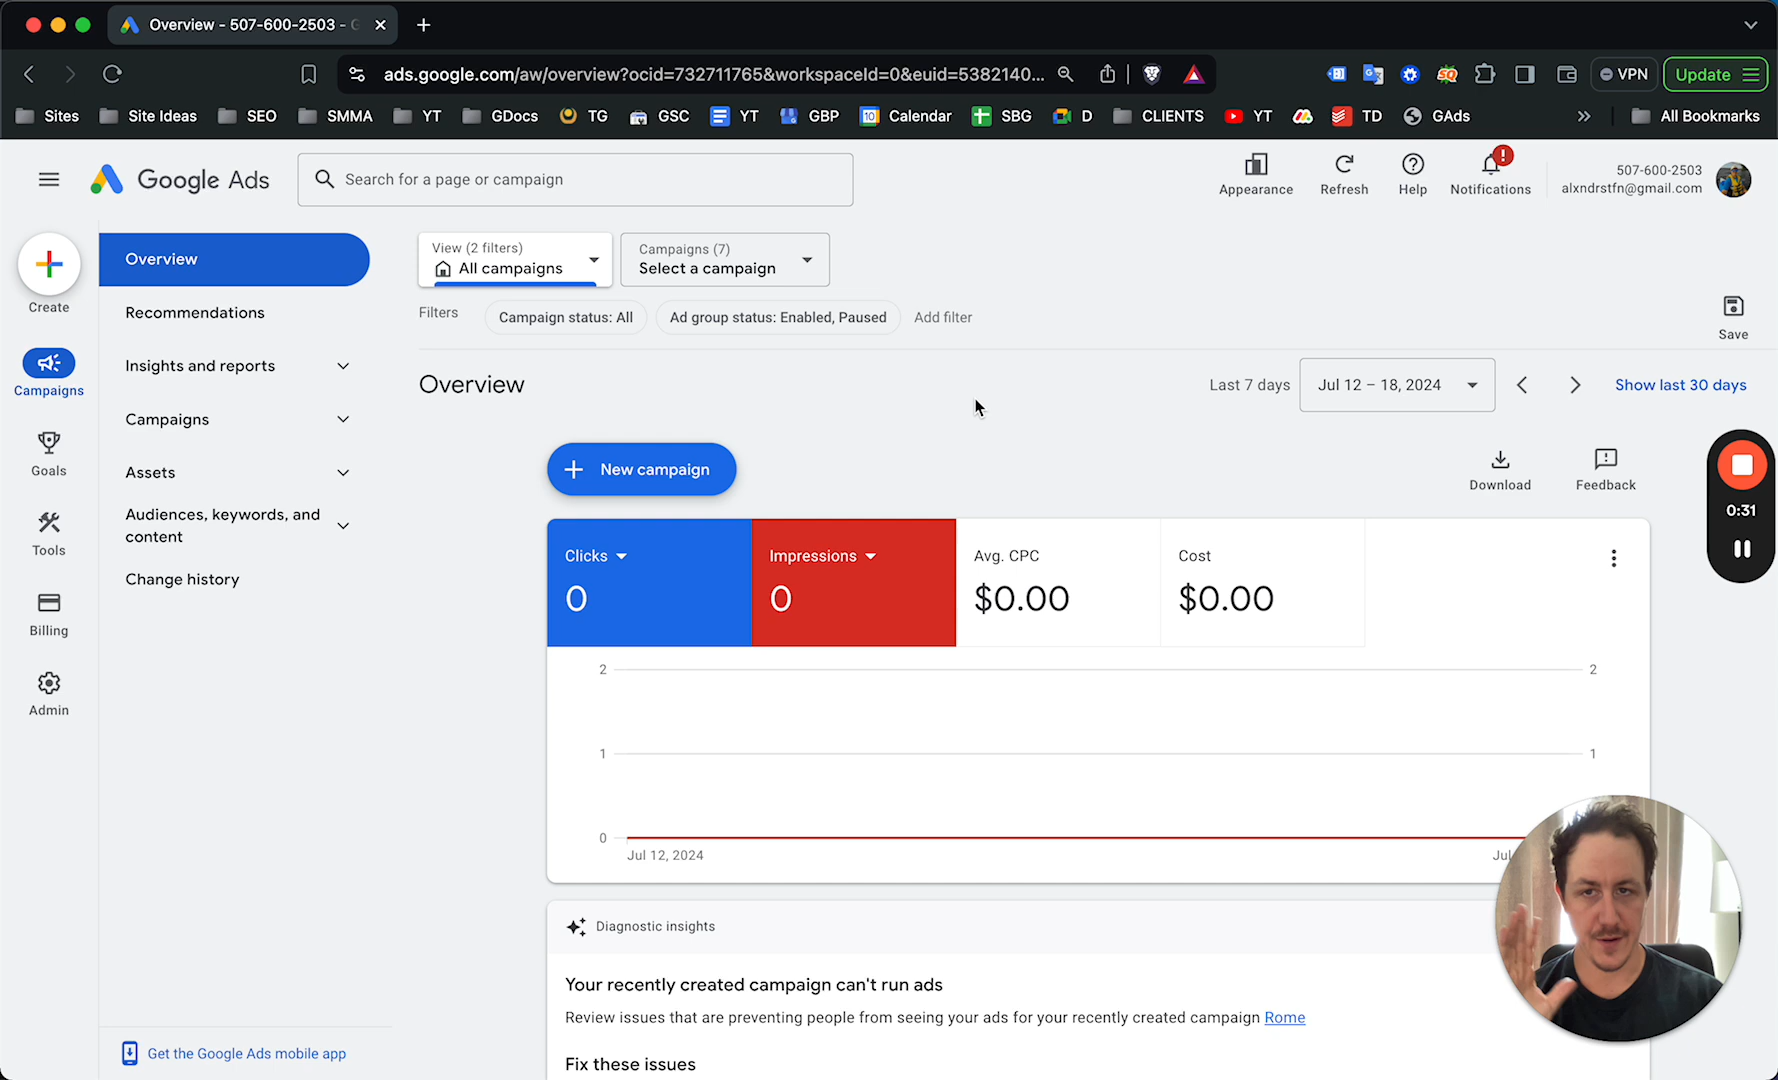 Overview - 507-600-2503 - G
ads.google.com/aw/overview?ocid=732711765&workspaceId=0&euid=5382140...
VPN
Update
Sites
Site Ideas
SEO
SMMA
YT
GDocs
TG
GSC
YT
GBP
Calendar
SBG
D
CLIENTS
YT
TD
GAds
All Bookmarks
Google Ads
Search for a page or campaign
Appearance
Refresh
Help
Notifications
507-600-2503
alxndrstfn@gmail.com
Create
Campaigns
Goals
Tools
Billing
Admin
Overview
Recommendations
Insights and reports
Campaigns
Assets
Audiences, keywords, and
content
Change history
Get the Google Ads mobile app
View (2 filters)
All campaigns
Campaigns (7)
Select a campaign
Filters
Campaign status: All
Ad group status: Enabled, Paused
Add filter
Save
Overview
Last 7 days
Jul 12 – 18, 2024
Show last 30 days
New campaign
Download
Feedback
0:31
Clicks
0
Impressions
0
Avg. CPC
$0.00
Cost
$0.00
2
2
1
1
0
Jul 12, 2024
Jul
Diagnostic insights
Your recently created campaign can't run ads
Review issues that are preventing people from seeing your ads for your recently created campaign Rome
Fix these issues